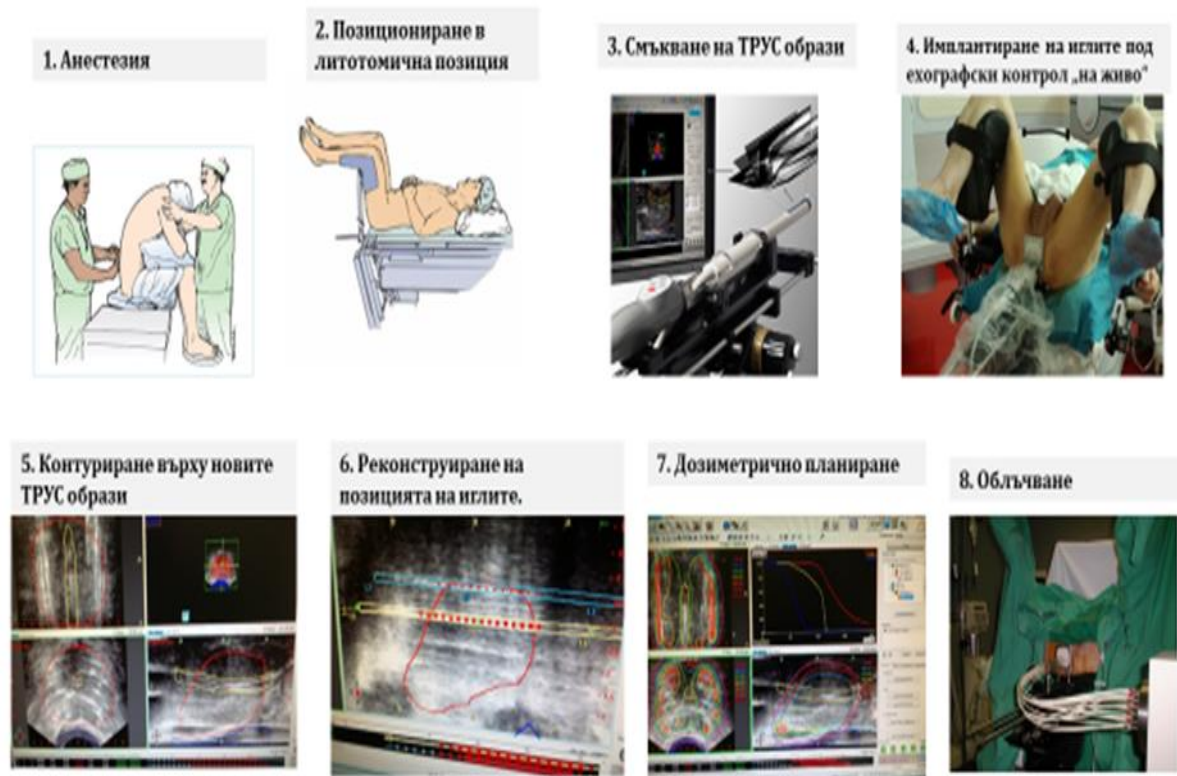 1. Анестезия
2. Позициониране в
литотомична позиция
3. Смъкване на ТРУС образи
4. Имплантиране на иглите под
ехографски контрол „на живо“
5. Контуриране върху новите
ТРУС образи
6. Реконструиране на
позицията на иглите.
7. Дозиметрично планиране
8. Облъчване